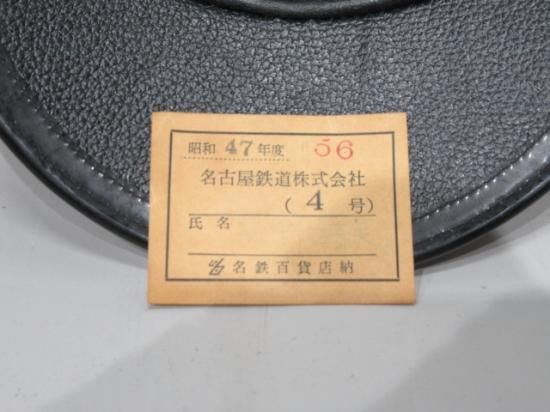 昭和 47 年度 56
名古屋鉄道株式会社
( 4 号)
氏名
名鉄百貨店納